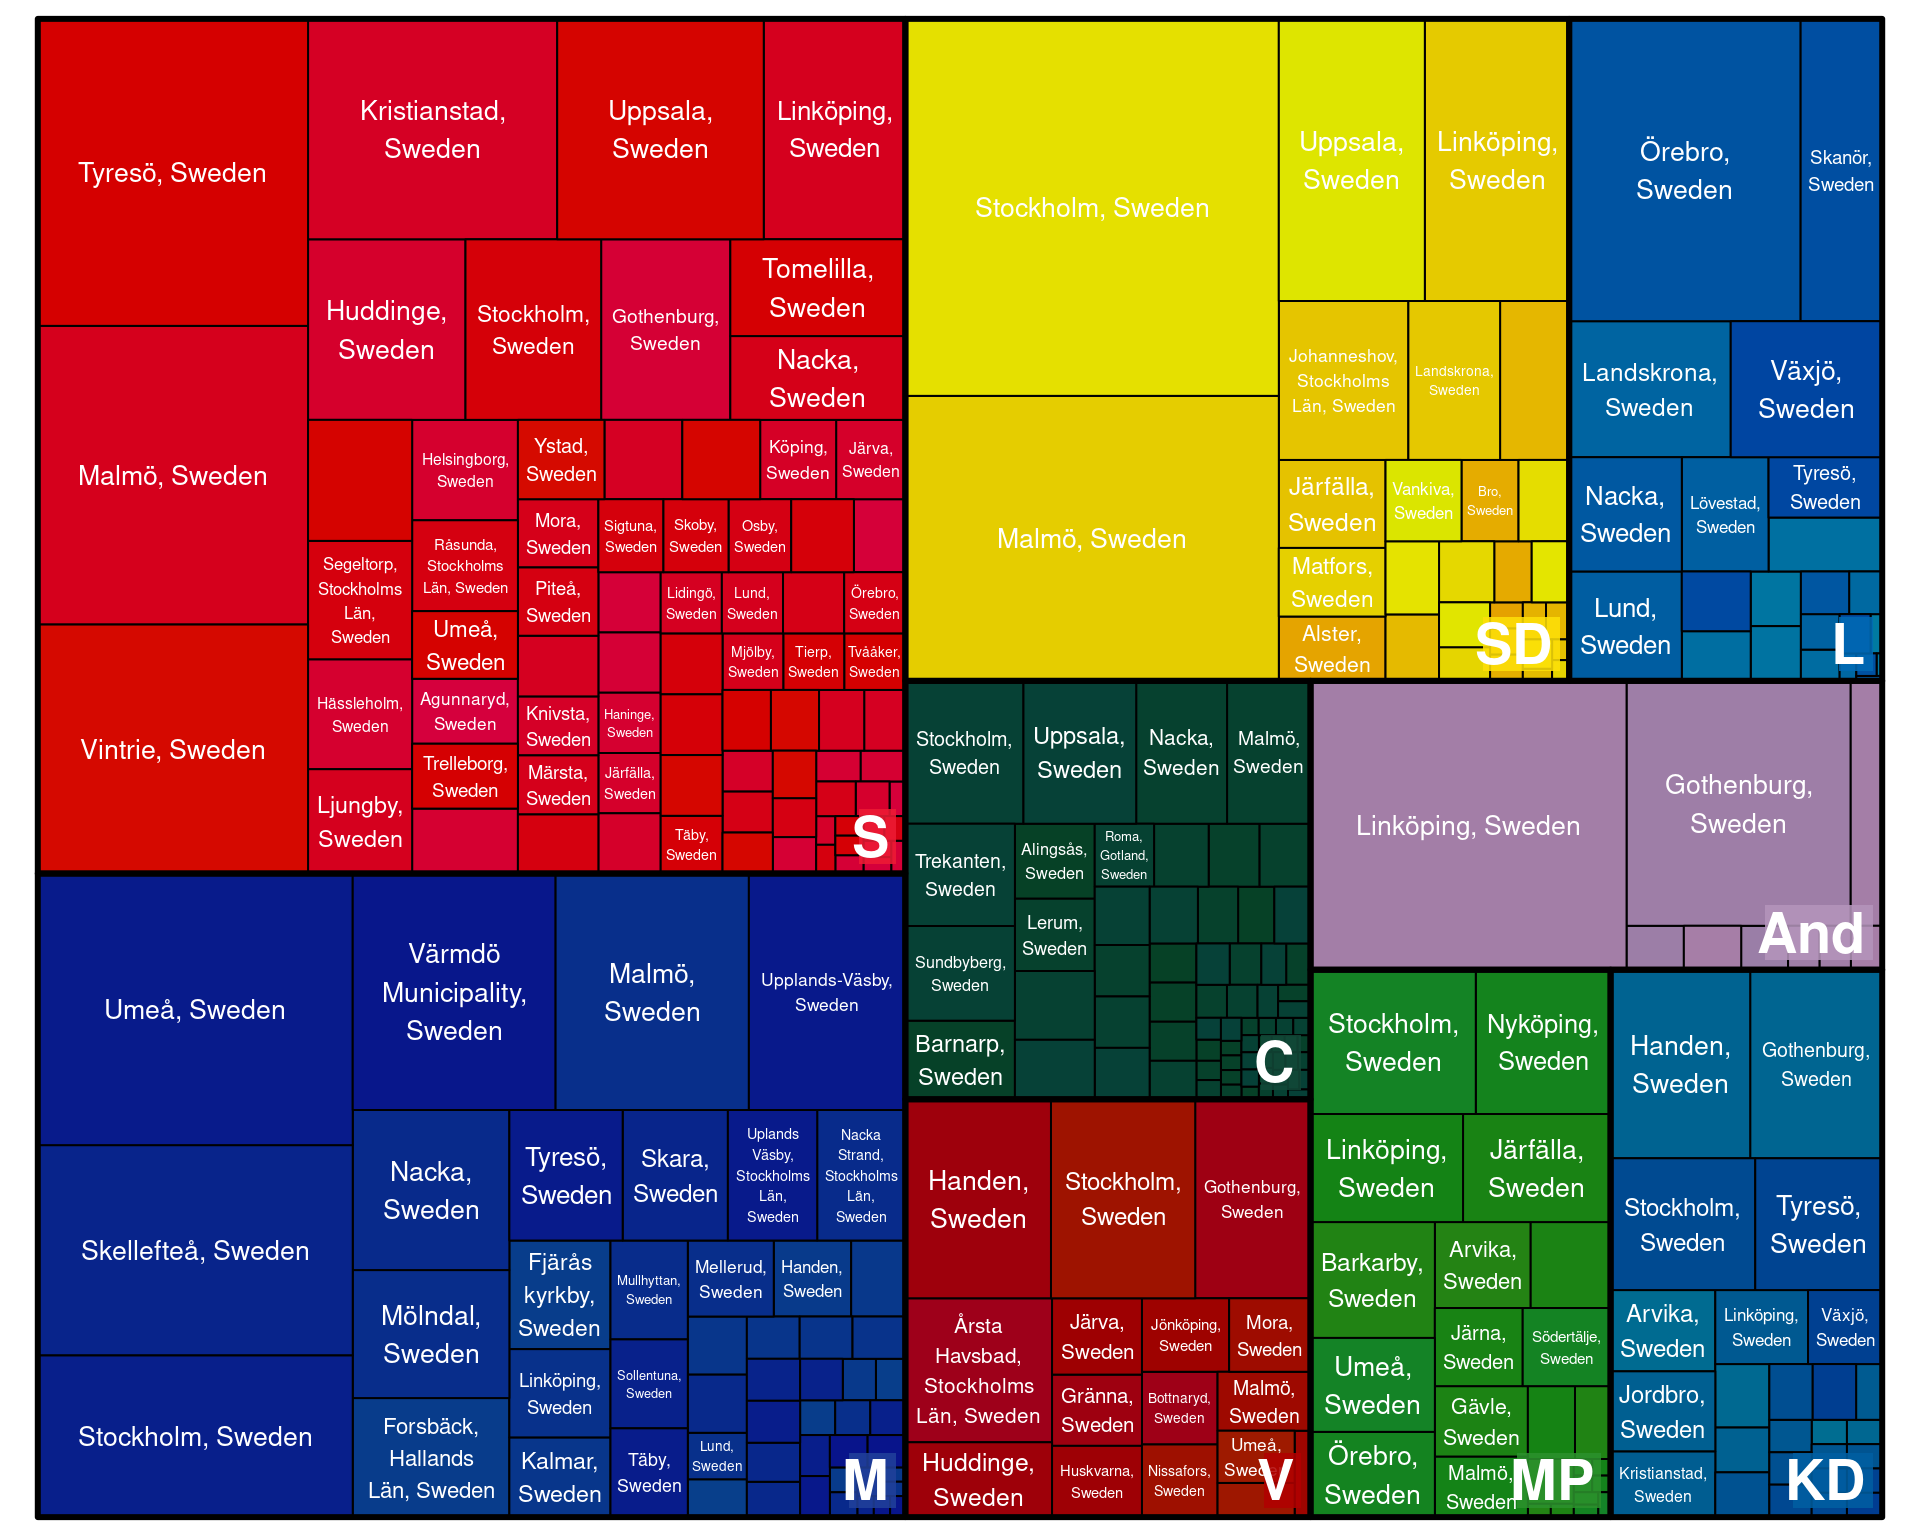 Tyresö, Sweden
Malmö, Sweden
Vintrie, Sweden
Kristianstad,
Sweden
Uppsala,
Sweden
Linköping,
Sweden
Huddinge,
Sweden
Stockholm,
Sweden
Gothenburg,
Sweden
Tomelilla,
Sweden
Nacka,
Sweden
Segeltorp,
Stockholms
Län,
Sweden
Hässleholm,
Sweden
Ljungby,
Sweden
Helsingborg,
Sweden
Råsunda,
Stockholms
Län, Sweden
Umeå,
Sweden
Agunnaryd,
Sweden
Trelleborg,
Sweden
Ystad,
Sweden
Köping,
Sweden
Järva,
Sweden
Mora,
Sweden
Sigtuna,
Sweden
Skoby,
Sweden
Osby,
Sweden
Piteå,
Sweden
Lidingö,
Sweden
Lund,
Sweden
Örebro,
Sweden
Mjölby,
Sweden
Tierp,
Sweden
Tvååker,
Sweden
Knivsta,
Sweden
Haninge,
Sweden
Märsta,
Sweden
Järfälla,
Sweden
Täby,
Sweden
S
Stockholm, Sweden
Malmö, Sweden
Uppsala,
Sweden
Linköping,
Sweden
Johanneshov,
Stockholms
Län, Sweden
Landskrona,
Sweden
Järfälla,
Sweden
Vankiva,
Sweden
Bro,
Sweden
Matfors,
Sweden
Alster,
Sweden
SD
Örebro,
Sweden
Skanör,
Sweden
Landskrona,
Sweden
Växjö,
Sweden
Nacka,
Sweden
Lövestad,
Sweden
Tyresö,
Sweden
Lund,
Sweden
L
Umeå, Sweden
Skellefteå, Sweden
Stockholm, Sweden
Värmdö
Municipality,
Sweden
Malmö,
Sweden
Upplands-Väsby,
Sweden
Nacka,
Sweden
Mölndal,
Sweden
Forsbäck,
Hallands
Län, Sweden
Tyresö,
Sweden
Skara,
Sweden
Uplands
Väsby,
Stockholms
Län,
Sweden
Nacka
Strand,
Stockholms
Län,
Sweden
Fjärås
kyrkby,
Sweden
Mullhyttan,
Sweden
Mellerud,
Sweden
Handen,
Sweden
Linköping,
Sweden
Sollentuna,
Sweden
Kalmar,
Sweden
Täby,
Sweden
Lund,
Sweden
M
Stockholm,
Sweden
Uppsala,
Sweden
Nacka,
Sweden
Malmö,
Sweden
Trekanten,
Sweden
Alingsås,
Sweden
Roma,
Gotland,
Sweden
Lerum,
Sweden
Sundbyberg,
Sweden
Barnarp,
Sweden
C
Linköping, Sweden
Gothenburg,
Sweden
And
Handen,
Sweden
Stockholm,
Sweden
Gothenburg,
Sweden
Årsta
Havsbad,
Stockholms
Län, Sweden
Järva,
Sweden
Jönköping,
Sweden
Mora,
Sweden
Gränna,
Sweden
Bottnaryd,
Sweden
Malmö,
Sweden
Huddinge,
Sweden
Huskvarna,
Sweden
Nissafors,
Sweden
Umeå,
Sweden
V
Stockholm,
Sweden
Nyköping,
Sweden
Linköping,
Sweden
Järfälla,
Sweden
Barkarby,
Sweden
Arvika,
Sweden
Järna,
Sweden
Södertälje,
Sweden
Umeå,
Sweden
Gävle,
Sweden
Örebro,
Sweden
Malmö,
Sweden
MP
Handen,
Sweden
Gothenburg,
Sweden
Stockholm,
Sweden
Tyresö,
Sweden
Arvika,
Sweden
Linköping,
Sweden
Växjö,
Sweden
Jordbro,
Sweden
Kristianstad,
Sweden
KD